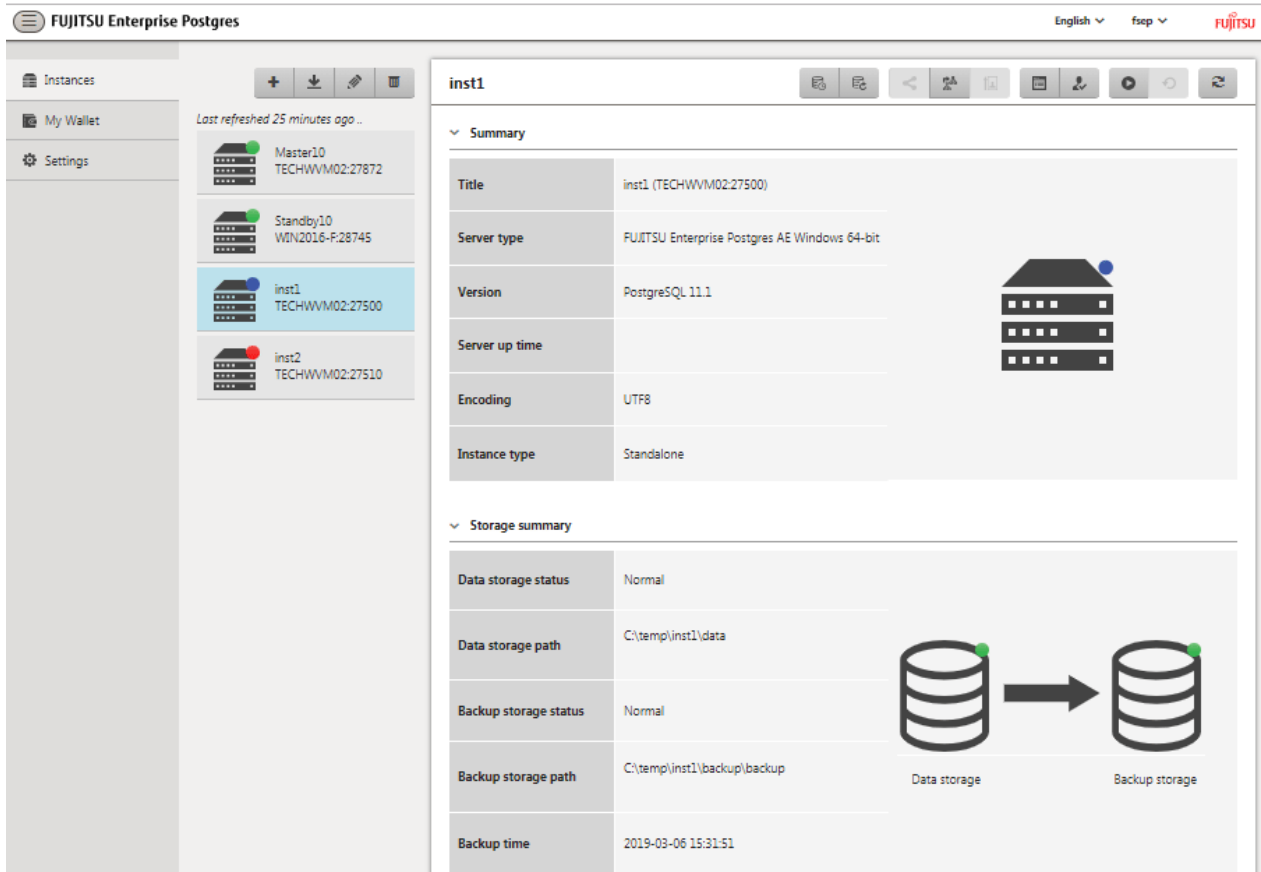 FUJITSU Enterprise Postgres
English
fsep
FUJITSU
Instances
My Wallet
Settings
Last refreshed 25 minutes ago ..
Master10
TECHWVM02:27872
Standby10
WIN2016-F:28745
inst1
TECHWVM02:27500
inst2
TECHWVM02:27510
inst1
Summary
Title
inst1 (TECHWVM02:27500)
Server type
FUJITSU Enterprise Postgres AE Windows 64-bit
Version
PostgreSQL 11.1
Server up time
Encoding
UTF8
Instance type
Standalone
Storage summary
Data storage status
Normal
Data storage path
C:\temp\inst1\data
Backup storage status
Normal
Backup storage path
C:\temp\inst1\backup\backup
Data storage
Backup storage
Backup time
2019-03-06 15:31:51